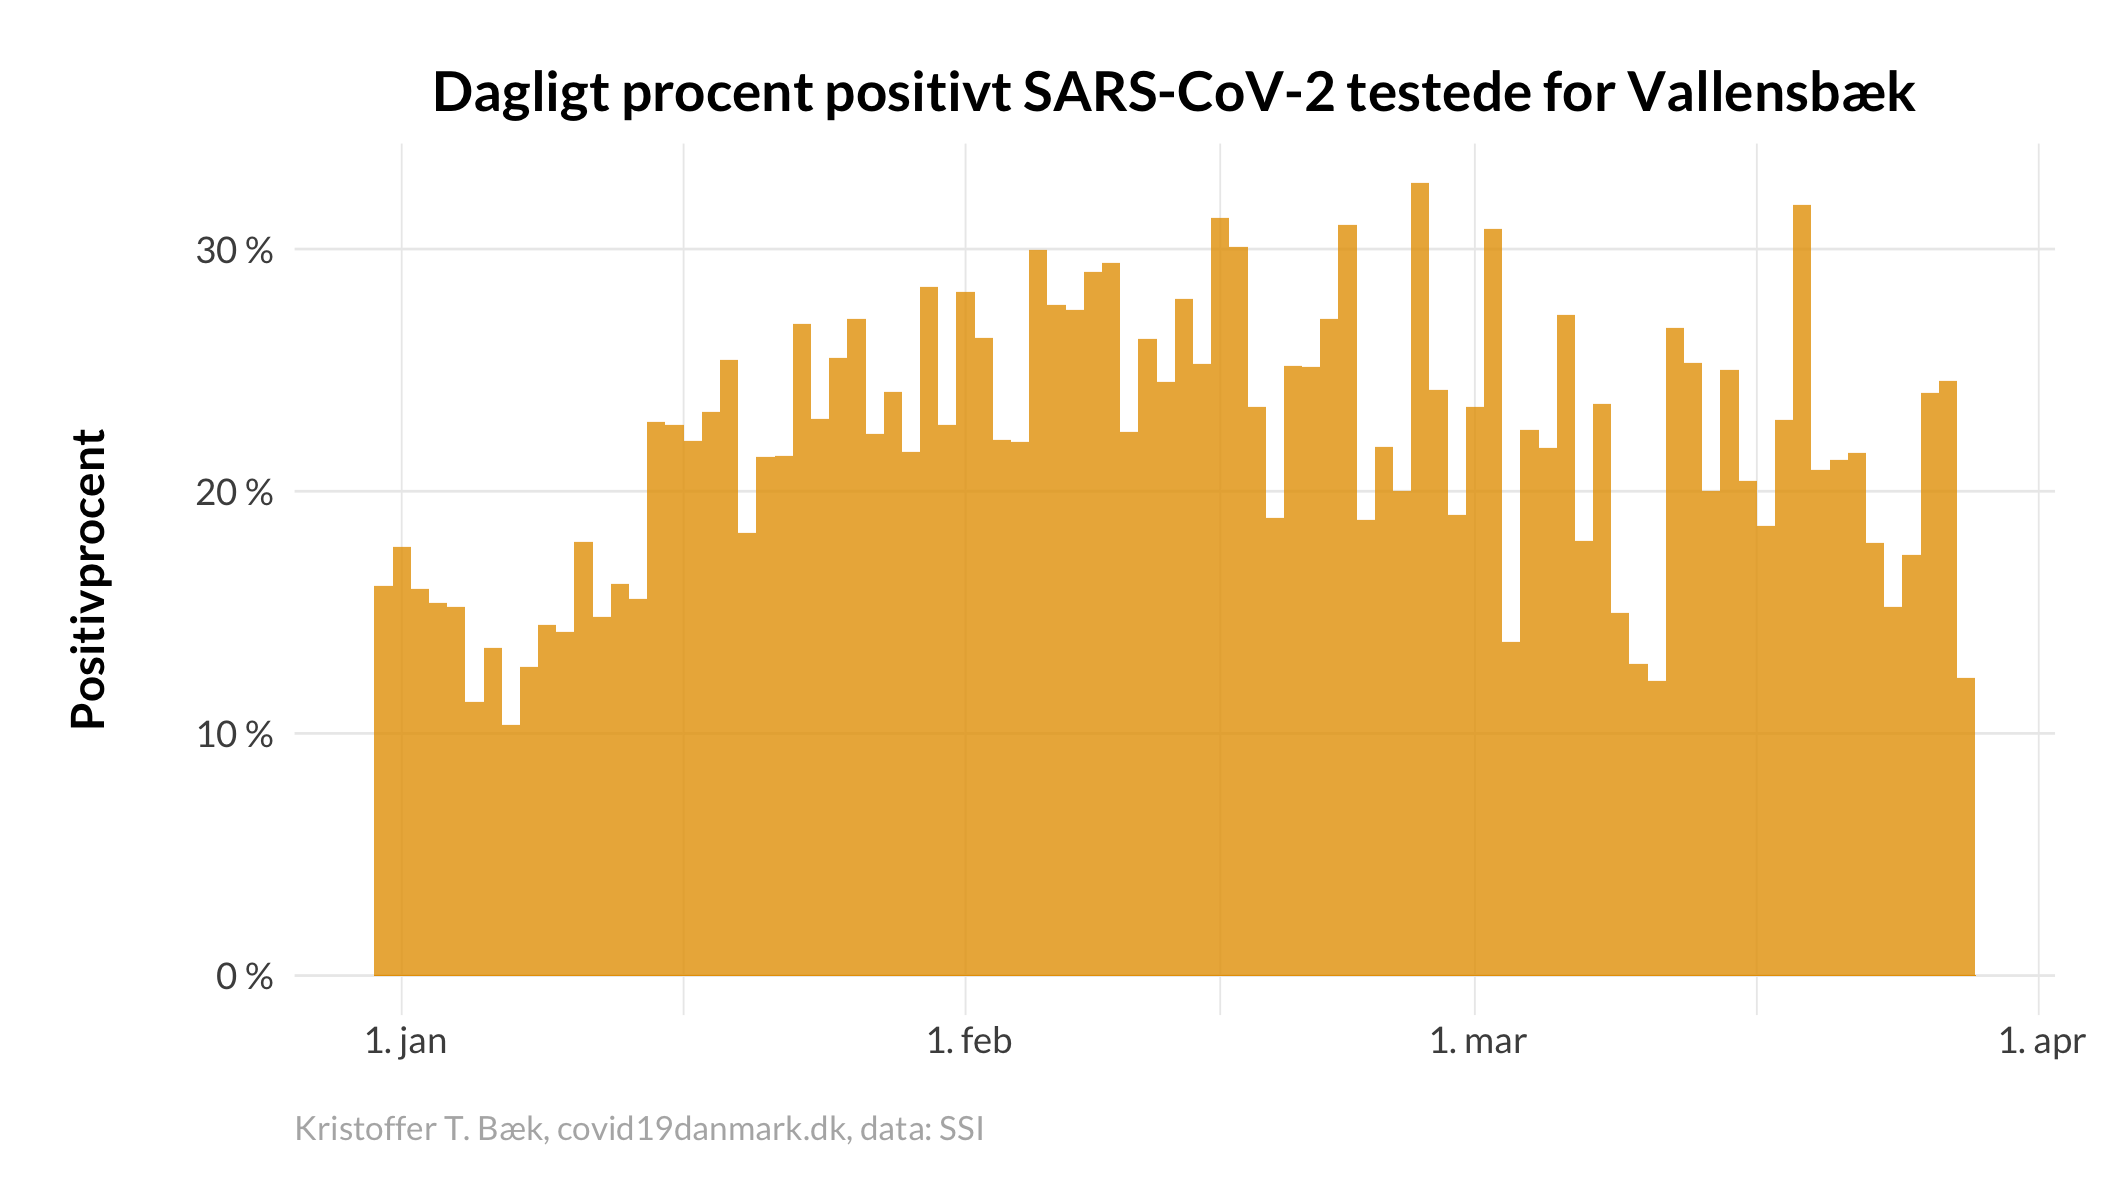 Dagligt procent positivt SARS-CoV-2 testede for Vallensbæk
Positivprocent
30 %
20 %
10 %
0 %
1. jan
1. feb
1. mar
1. apr
Kristoffer T. Bæk, covid19danmark.dk, data: SSI